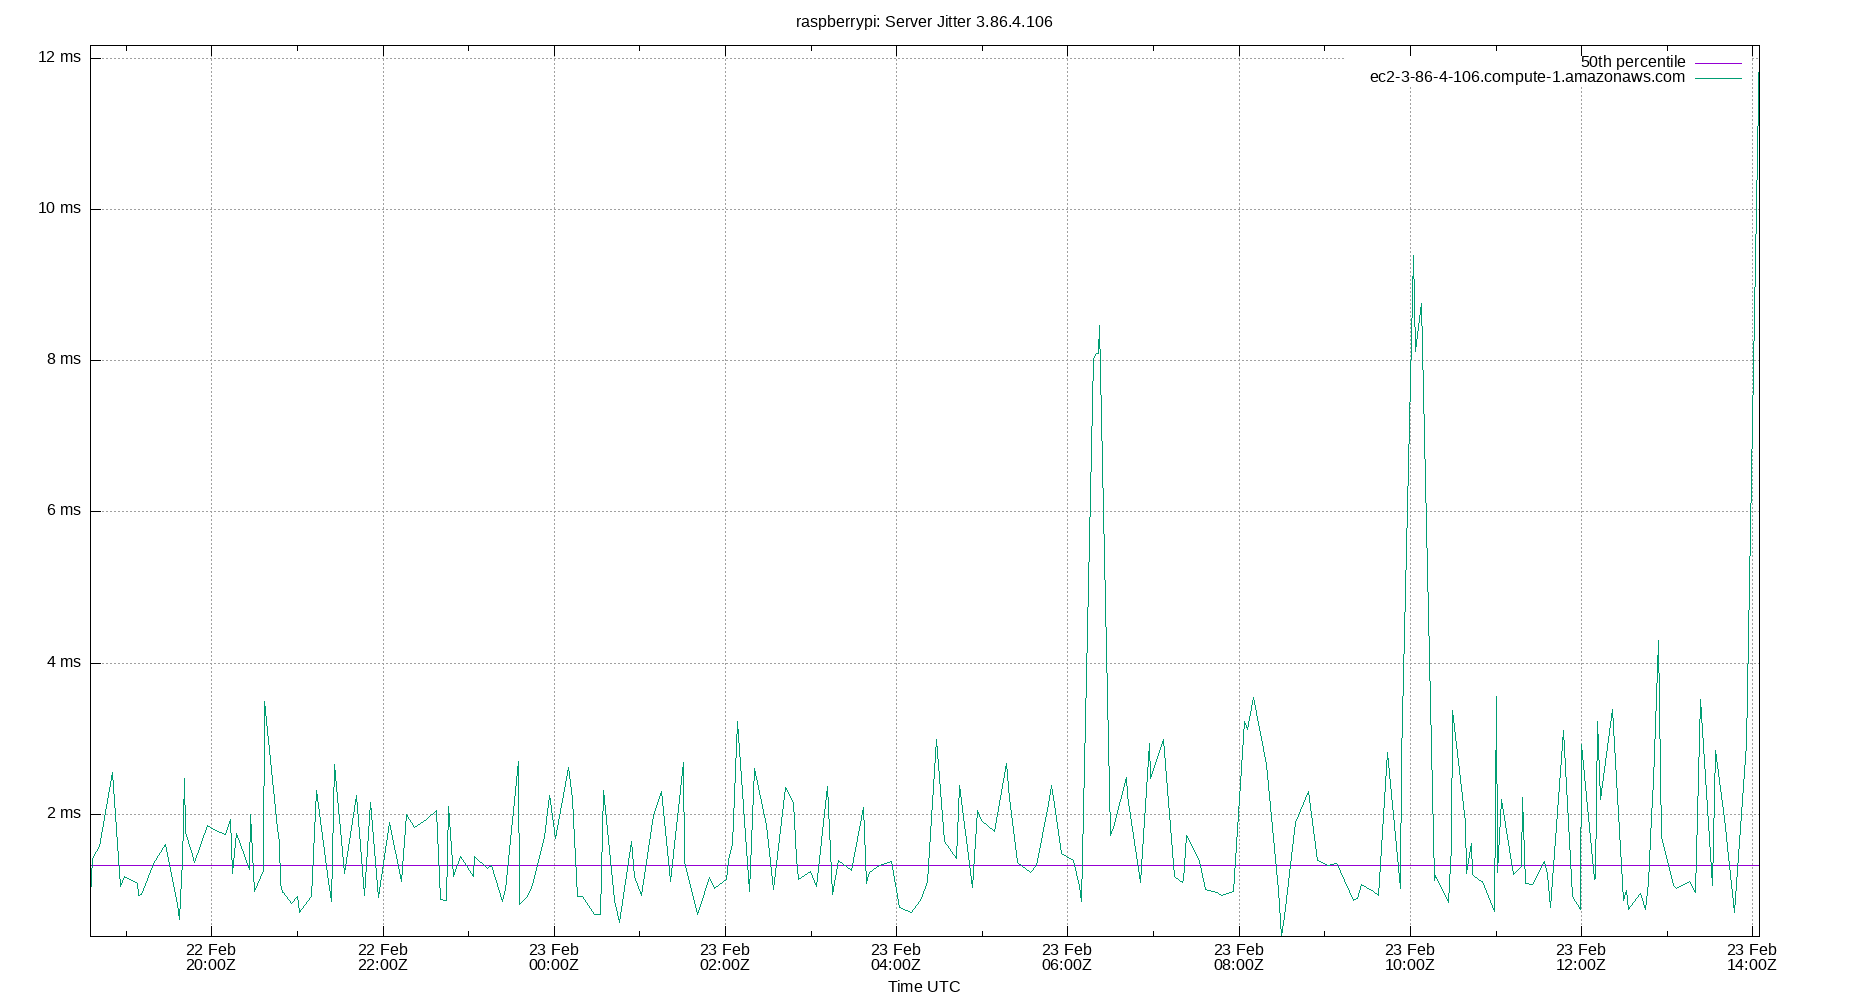 raspberrypi: Server Jitter 3.86.4.106
12 ms
10 ms
8 ms
6 ms
4 ms
2 ms
50th percentile
ec2-3-86-4-106.compute-1.amazonaws.com
22 Feb 22 Feb 23 Feb 23 Feb 23 Feb 23 Feb 23 Feb 23 Feb 23 Feb 23 Feb
20:00Z 22:00Z 00:00Z 02:00Z 04:00Z 06:00Z 08:00Z 10:00Z 12:00Z 14:00Z
Time UTC